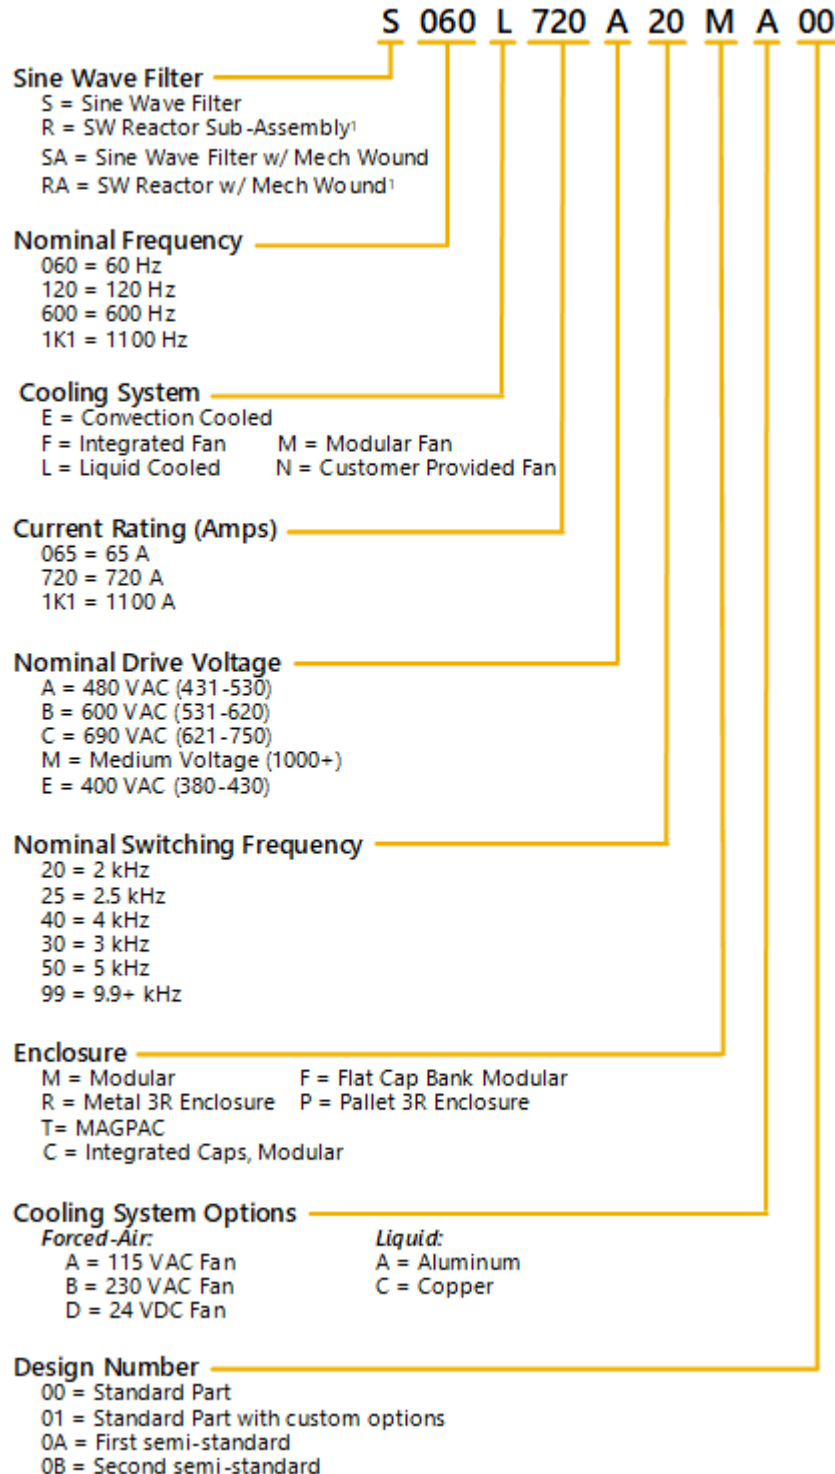 S 060 L 720 A 20 M A 00
Sine Wave Filter
S = Sine Wave Filter
R = SW Reactor Sub-Assembly¹
SA = Sine Wave Filter w/ Mech Wound
RA = SW Reactor w/ Mech Wound¹
Nominal Frequency
060 = 60 Hz
120 = 120 Hz
600 = 600 Hz
1K1 = 1100 Hz
Cooling System
E = Convection Cooled
F = Integrated Fan M = Modular Fan
L = Liquid Cooled N = Customer Provided Fan
Current Rating (Amps)
065 = 65 A
720 = 720 A
1K1 = 1100 A
Nominal Drive Voltage
A = 480 VAC (431-530)
B = 600 VAC (531-620)
C = 690 VAC (621-750)
M = Medium Voltage (1000+)
E = 400 VAC (380-430)
Nominal Switching Frequency
20 = 2 kHz
25 = 2.5 kHz
40 = 4 kHz
30 = 3 kHz
50 = 5 kHz
99 = 9.9+ kHz
Enclosure
M = Modular F = Flat Cap Bank Modular
R = Metal 3R Enclosure P = Pallet 3R Enclosure
T= MAGPAC
C = Integrated Caps, Modular
Cooling System Options
Forced-Air: Liquid:
A = 115 VAC Fan A = Aluminum
B = 230 VAC Fan C = Copper
D = 24 VDC Fan
Design Number
00 = Standard Part
01 = Standard Part with custom options
0A = First semi-standard
0B = Second semi-standard